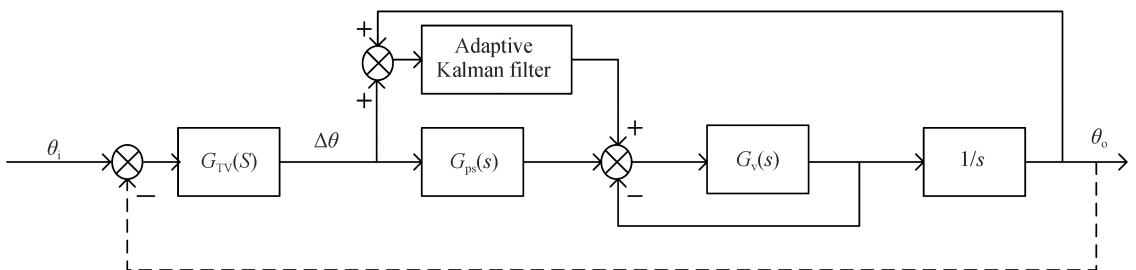 +
Adaptive
Kalman filter
+
+
θi
GTV(S)
Δθ
Gps(s)
Gv(s)
1/s
θo
−
−